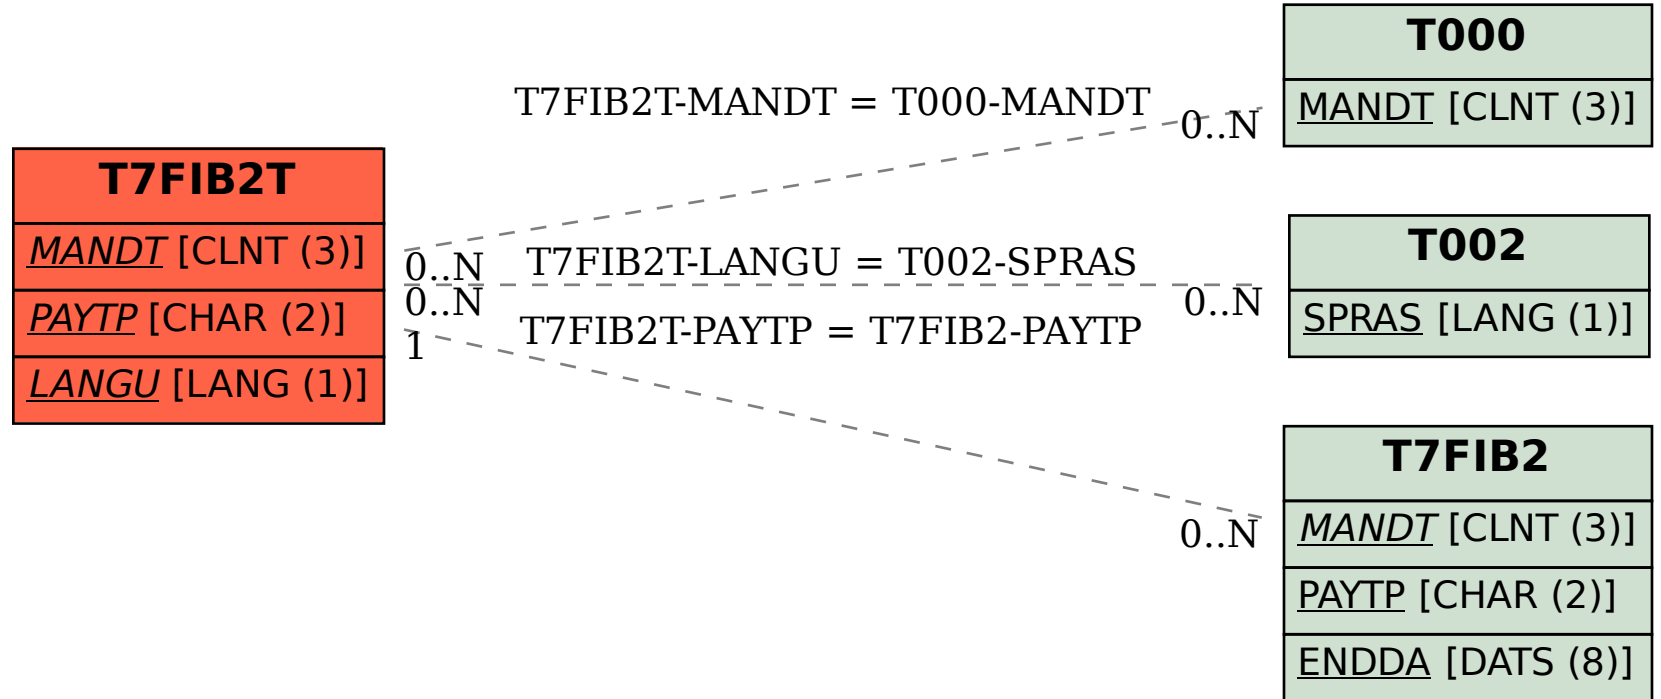 T7FIB2T
MANDT [CLNT (3)]
PAYTP [CHAR (2)]
LANGU [LANG (1)]
T7FIB2T-MANDT = T000-MANDT
0..N
0..N
T7FIB2T-LANGU = T002-SPRAS
0..N
0..N
T7FIB2T-PAYTP = T7FIB2-PAYTP
1
0..N
T000
MANDT [CLNT (3)]
T002
SPRAS [LANG (1)]
T7FIB2
MANDT [CLNT (3)]
PAYTP [CHAR (2)]
ENDDA [DATS (8)]